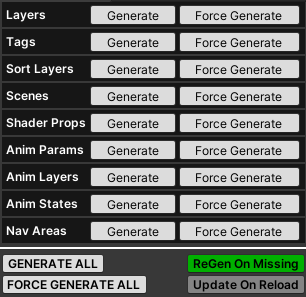 Layers Generate Force Generate
Tags Generate Force Generate
Sort Layers Generate Force Generate
Scenes Generate Force Generate
Shader Props Generate Force Generate
Anim Params Generate Force Generate
Anim Layers Generate Force Generate
Anim States Generate Force Generate
Nav Areas Generate Force Generate
GENERATE ALL ReGen On Missing
FORCE GENERATE ALL Update On Reload